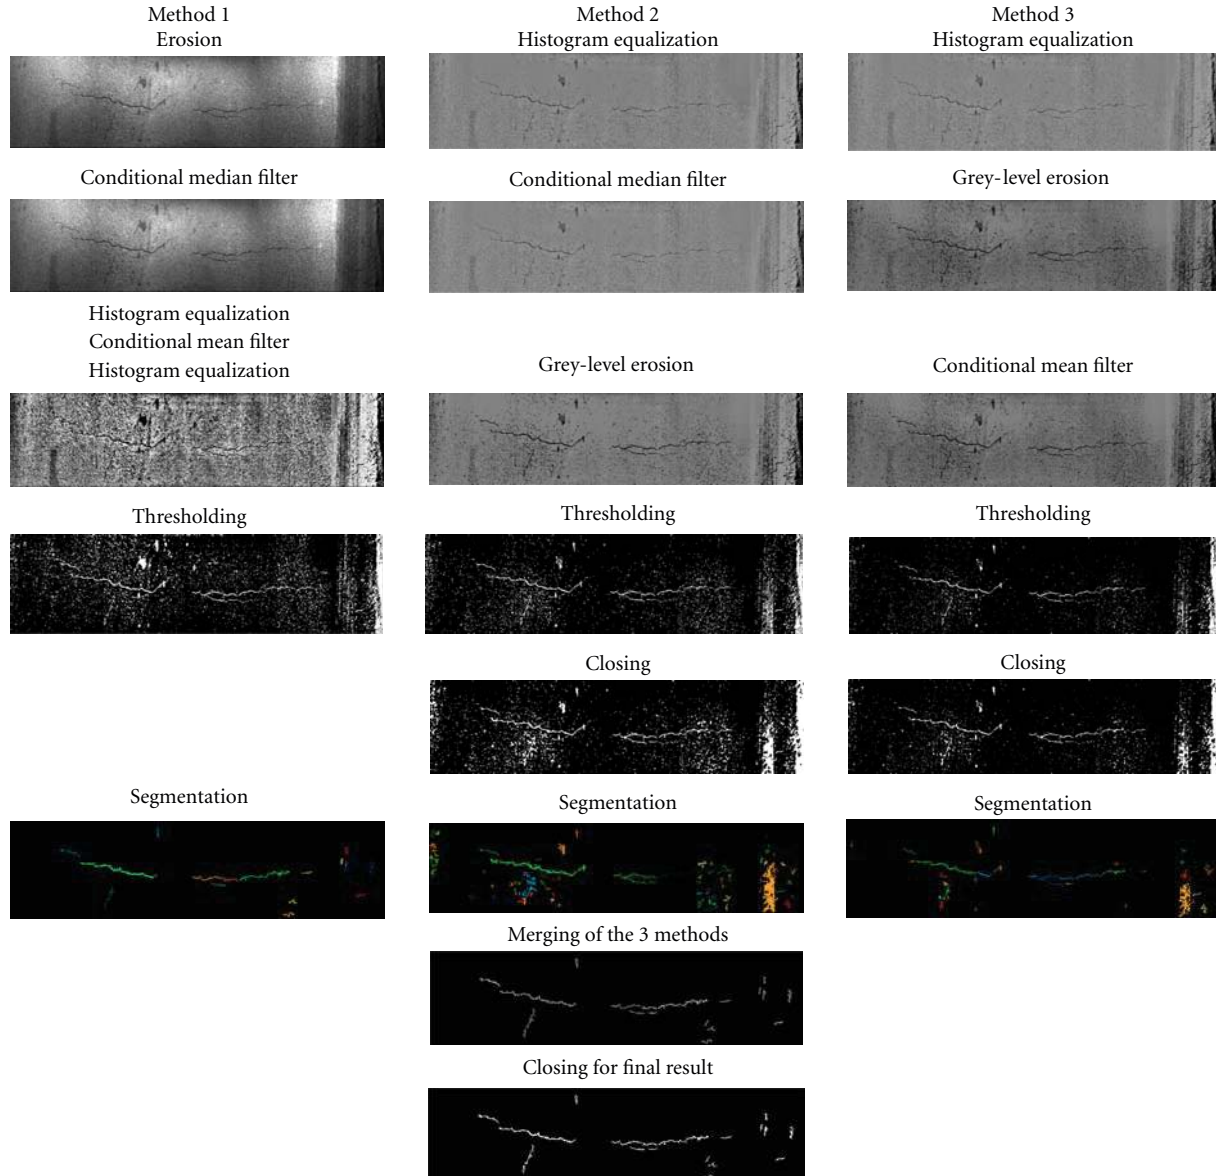 Method 1
Erosion
Method 2
Histogram equalization
Method 3
Histogram equalization
Conditional median filter
Conditional median filter
Grey-level erosion
Histogram equalization
Conditional mean filter
Histogram equalization
Grey-level erosion
Conditional mean filter
Thresholding
Thresholding
Thresholding
Closing
Closing
Segmentation
Segmentation
Segmentation
Merging of the 3 methods
Closing for final result